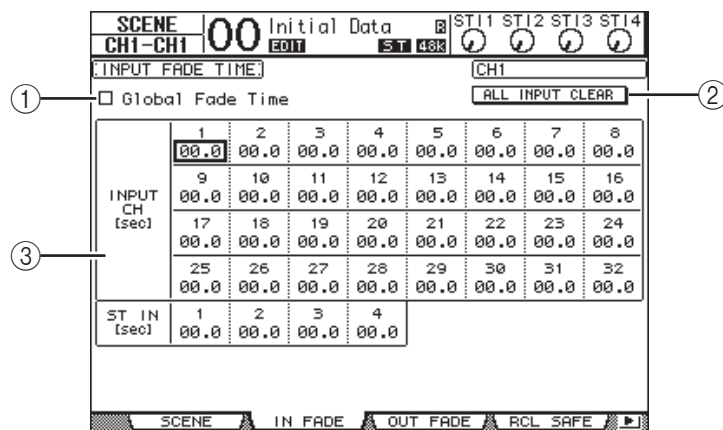 SCENE
CH1-CH1
00
Initial Data
EDIT
R
ST
48K
STI1 STI2 STI3 STI4
INPUT FADE TIME
CH1
① Global Fade Time
ALL INPUT CLEAR ②
1 2 3 4 5 6 7 8
00.0 00.0 00.0 00.0 00.0 00.0 00.0 00.0
9 10 11 12 13 14 15 16
INPUT CH [sec]
00.0 00.0 00.0 00.0 00.0 00.0 00.0 00.0
17 18 19 20 21 22 23 24
00.0 00.0 00.0 00.0 00.0 00.0 00.0 00.0
③
25 26 27 28 29 30 31 32
00.0 00.0 00.0 00.0 00.0 00.0 00.0 00.0
ST IN [sec]
1 2 3 4
00.0 00.0 00.0 00.0
SCENE IN FADE OUT FADE RCL SAFE